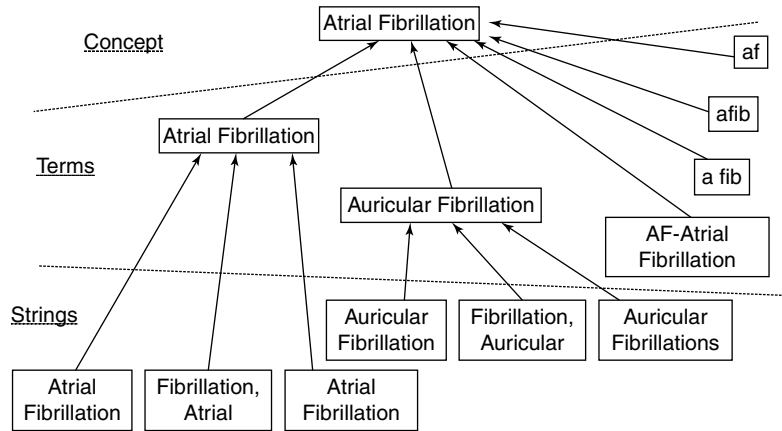 Atrial Fibrillation
Concept
af
afib
Atrial Fibrillation
Terms
a fib
Auricular Fibrillation
AF-Atrial
Fibrillation
Strings
Auricular
Fibrillation
Fibrillation,
Auricular
Auricular
Fibrillations
Atrial
Fibrillation
Fibrillation,
Atrial
Atrial
Fibrillation